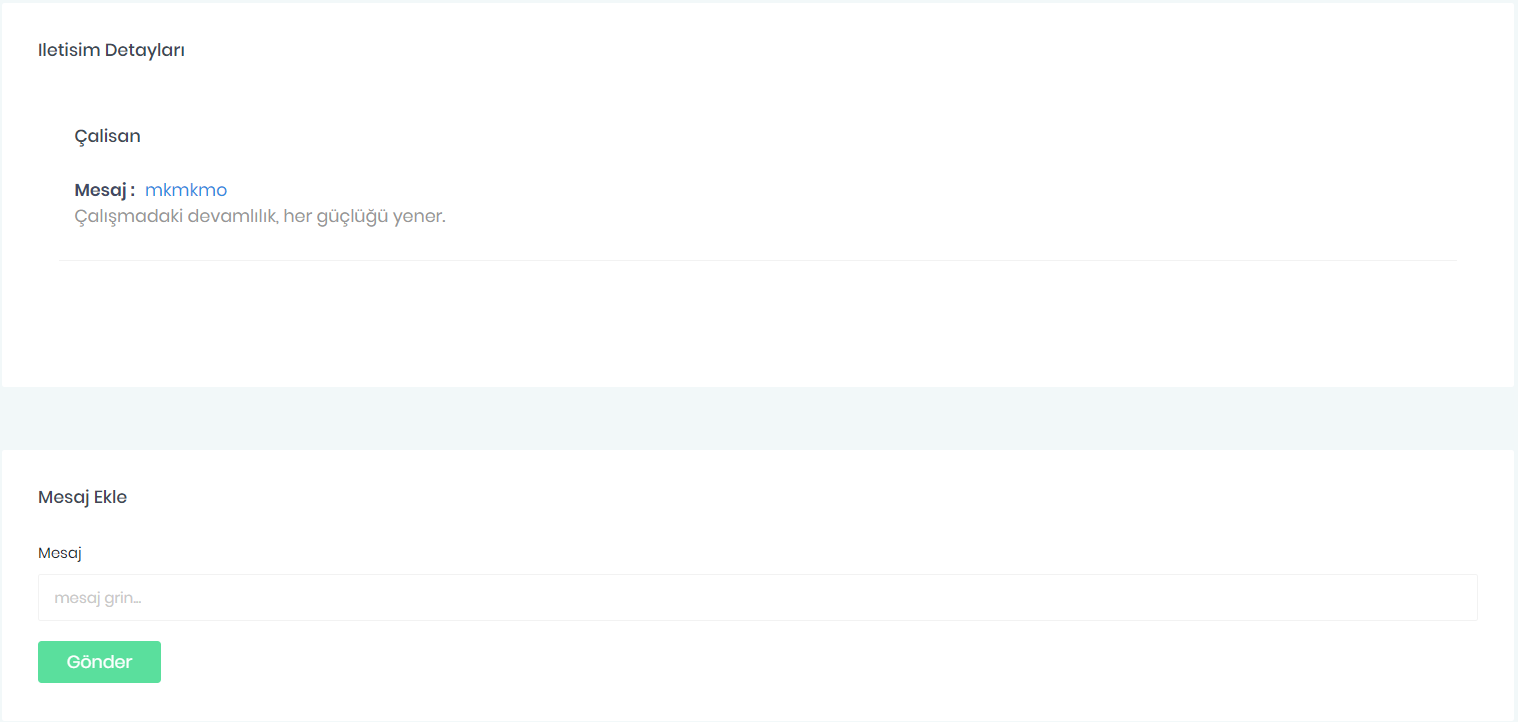 Iletisim Detayları
Çalisan
Mesaj : mkmkmo
Çalışmadaki devamlılık, her güçlüğü yener.
Mesaj Ekle
Mesaj
mesaj grin...
Gönder